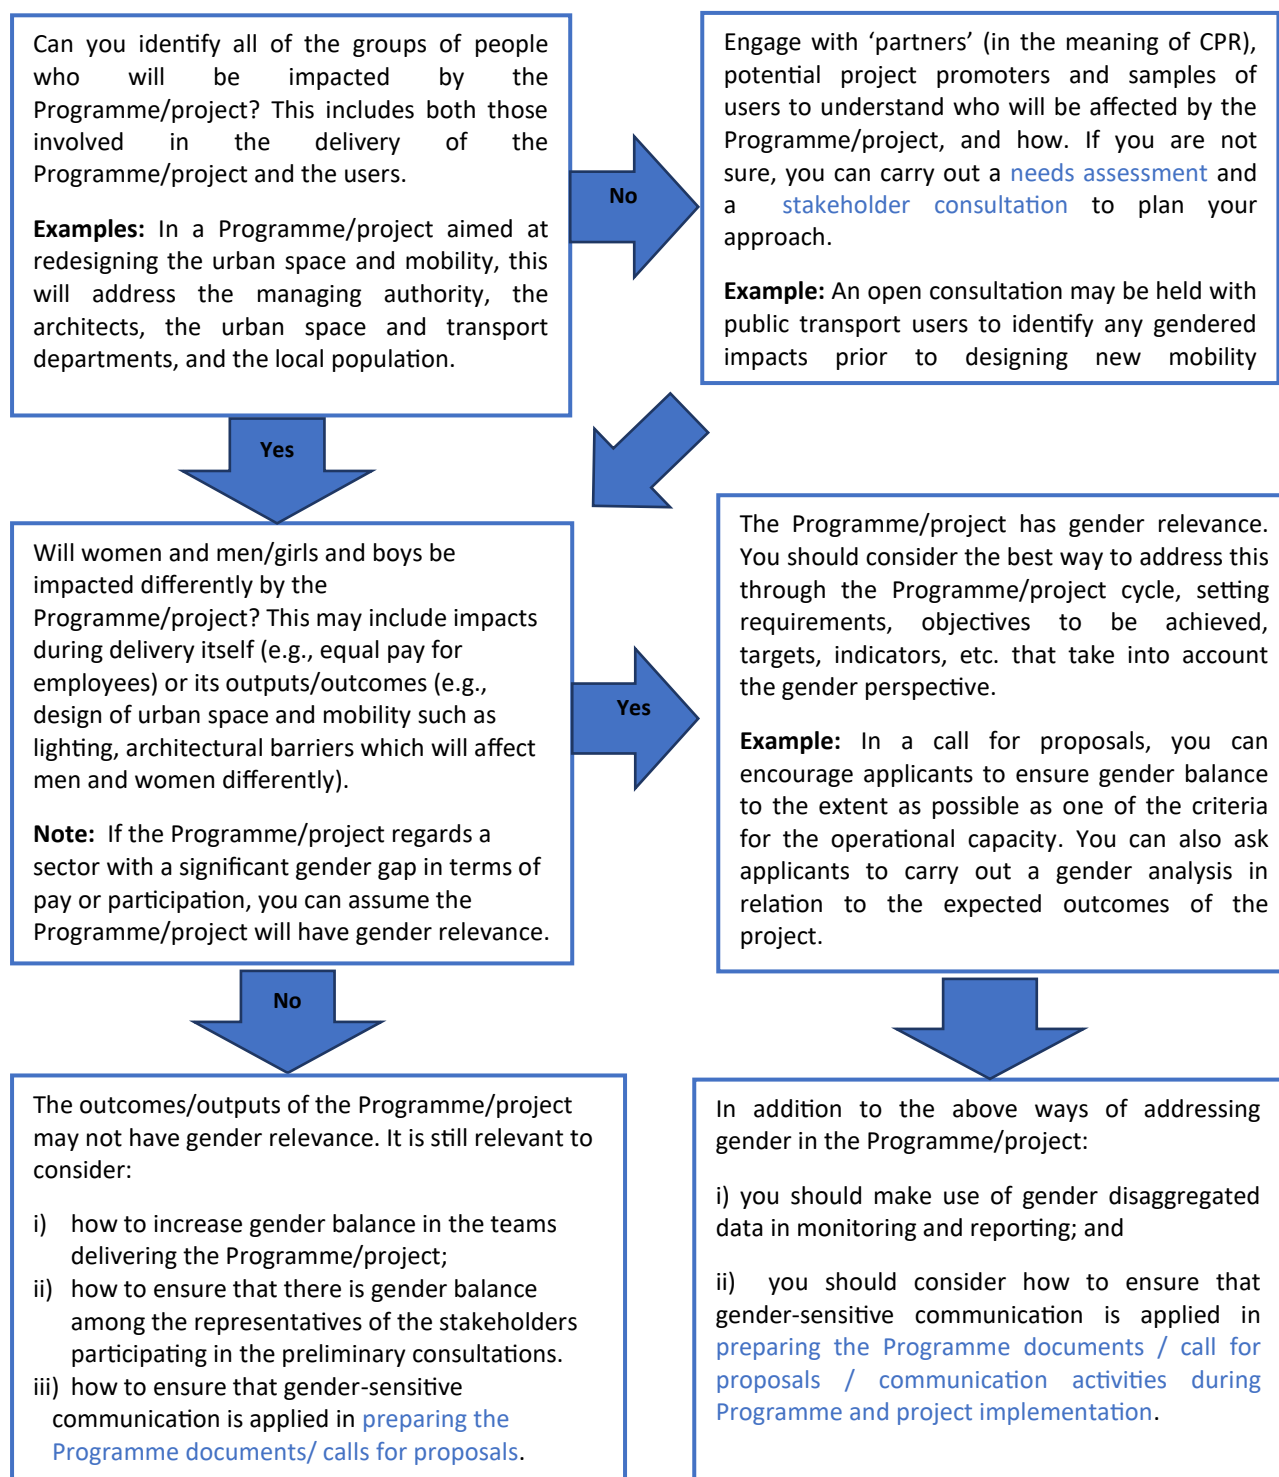 Can you identify all of the groups of people
who will be impacted by the
Programme/project? This includes both those
involved in the delivery of the
Programme/project and the users.
Examples: In a Programme/project aimed at
redesigning the urban space and mobility, this
will address the managing authority, the
architects, the urban space and transport
departments, and the local population.
No
Engage with ‘partners’ (in the meaning of CPR),
potential project promoters and samples of
users to understand who will be affected by the
Programme/project, and how. If you are not
sure, you can carry out a needs assessment and
a stakeholder consultation to plan your
approach.
Example: An open consultation may be held with
public transport users to identify any gendered
impacts prior to designing new mobility
Yes
Will women and men/girls and boys be
impacted differently by the
Programme/project? This may include impacts
during delivery itself (e.g., equal pay for
employees) or its outputs/outcomes (e.g.,
design of urban space and mobility such as
lighting, architectural barriers which will affect
men and women differently).
Note: If the Programme/project regards a
sector with a significant gender gap in terms of
pay or participation, you can assume the
Programme/project will have gender relevance.
Yes
The Programme/project has gender relevance.
You should consider the best way to address this
through the Programme/project cycle, setting
requirements, objectives to be achieved,
targets, indicators, etc. that take into account
the gender perspective.
Example: In a call for proposals, you can
encourage applicants to ensure gender balance
to the extent as possible as one of the criteria
for the operational capacity. You can also ask
applicants to carry out a gender analysis in
relation to the expected outcomes of the
project.
No
The outcomes/outputs of the Programme/project
may not have gender relevance. It is still relevant to
consider:
i) how to increase gender balance in the teams
delivering the Programme/project;
ii) how to ensure that there is gender balance
among the representatives of the stakeholders
participating in the preliminary consultations.
iii) how to ensure that gender-sensitive
communication is applied in preparing the
Programme documents/ calls for proposals.
In addition to the above ways of addressing
gender in the Programme/project:
i) you should make use of gender disaggregated
data in monitoring and reporting; and
ii) you should consider how to ensure that
gender-sensitive communication is applied in
preparing the Programme documents / call for
proposals / communication activities during
Programme and project implementation.